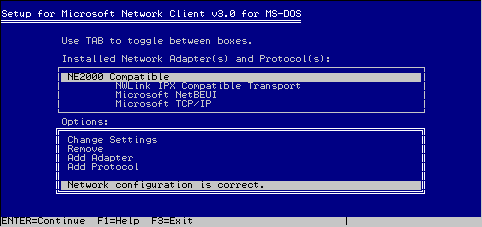 Setup for Microsoft Network Client v3.0 for MS-DOS
Use TAB to toggle between boxes.
Installed Network Adapter(s) and Protocol(s):
NE2000 Compatible
NWLink IPX Compatible Transport
Microsoft NetBEUI
Microsoft TCP/IP
Options:
Change Settings
Remove
Add Adapter
Add Protocol
Network configuration is correct.
ENTER=Continue F1=Help F3=Exit